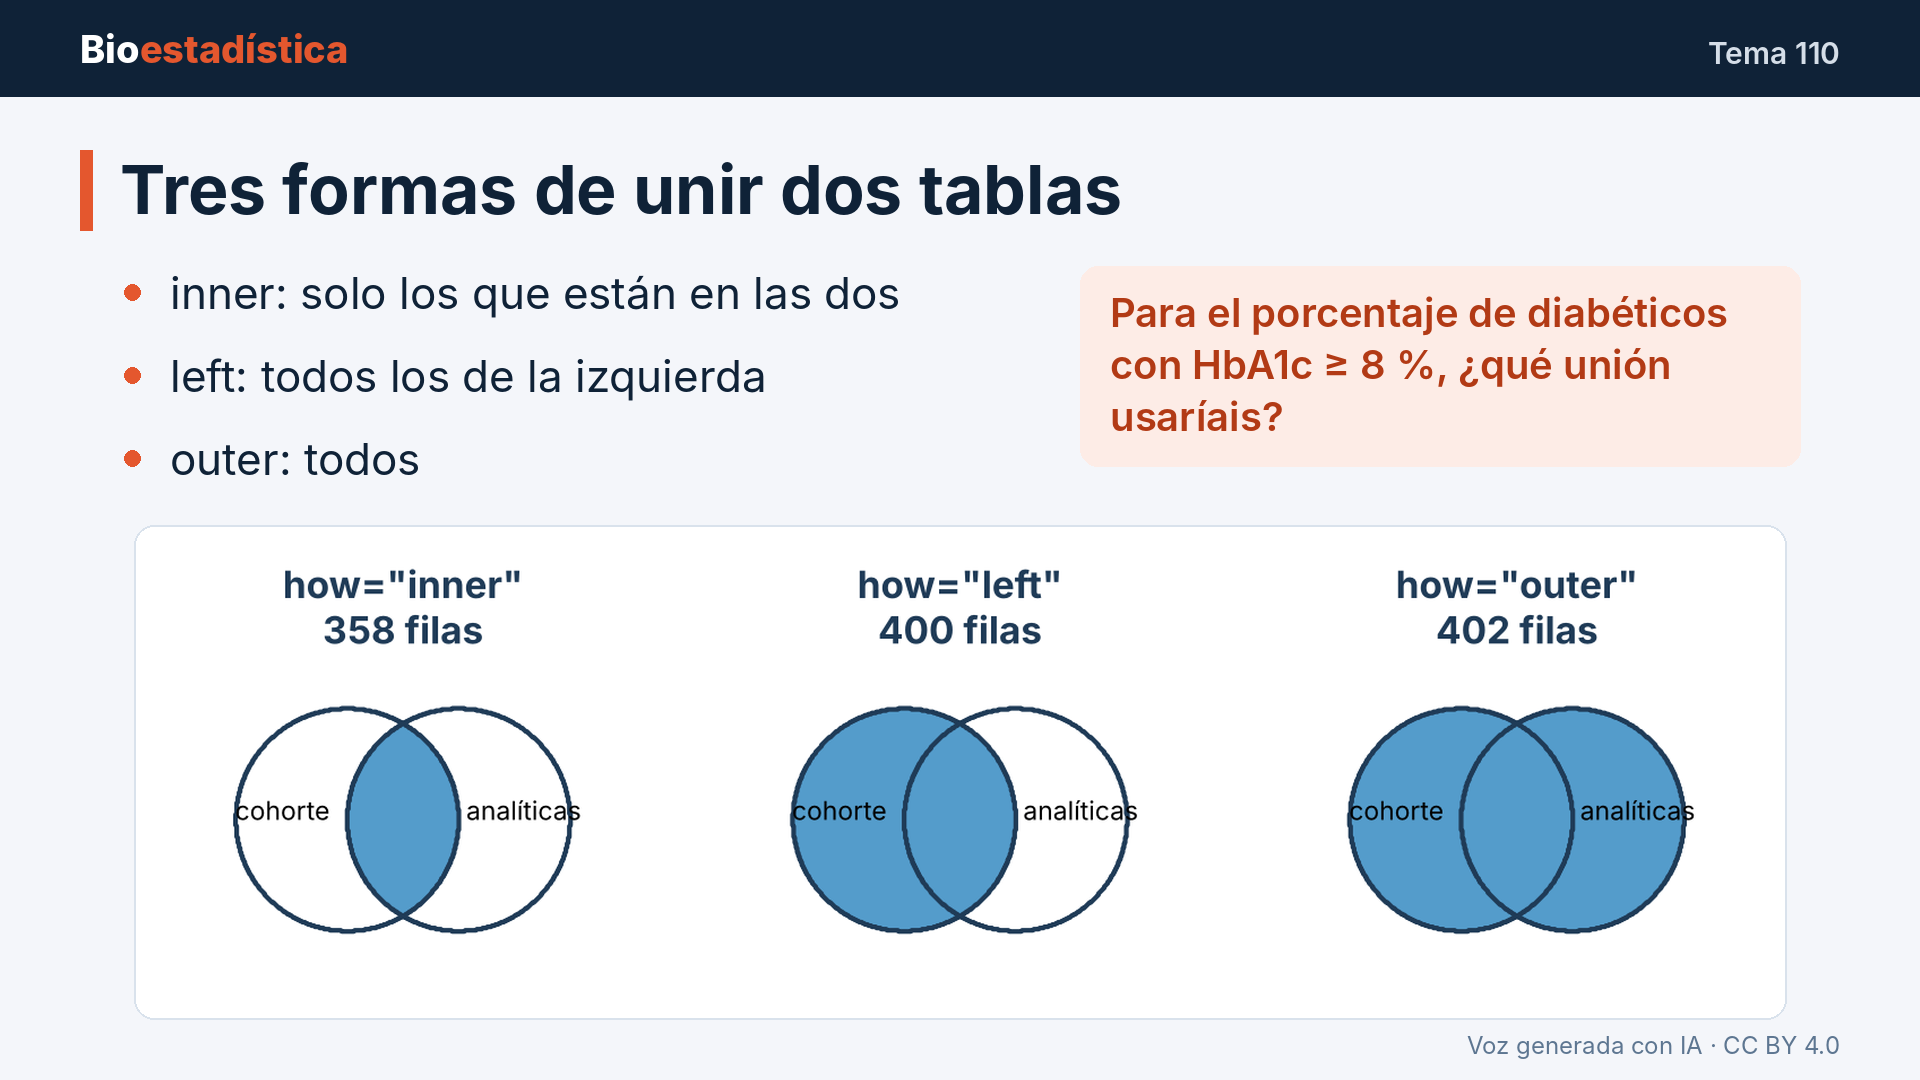 Bioestadística
Tema 110
Tres formas de unir dos tablas
inner: solo los que están en las dos
left: todos los de la izquierda
outer: todos
Para el porcentaje de diabéticos
con HbA1c ≥ 8 %, ¿qué unión
usaríais?
how="inner"
358 filas
cohorte
analíticas
how="left"
400 filas
cohorte
analíticas
how="outer"
402 filas
cohorte
analíticas
Voz generada con IA · CC BY 4.0